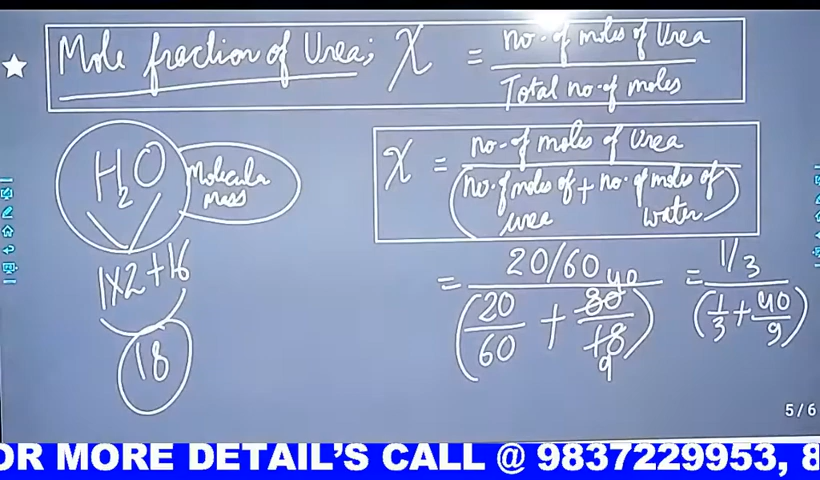 Mole fraction of Urea; χ = no. of moles of Urea / Total no. of moles
H₂O Molecular mass
χ = no. of moles of Urea / (no. of moles of urea + no. of moles of water)
1x2+16
18
= 20/60 / (20/60 + 80/18) 40 9 = 1/3 / (1/3 + 40/9)
5/6
OR MORE DETAIL'S CALL @ 9837229953, 8